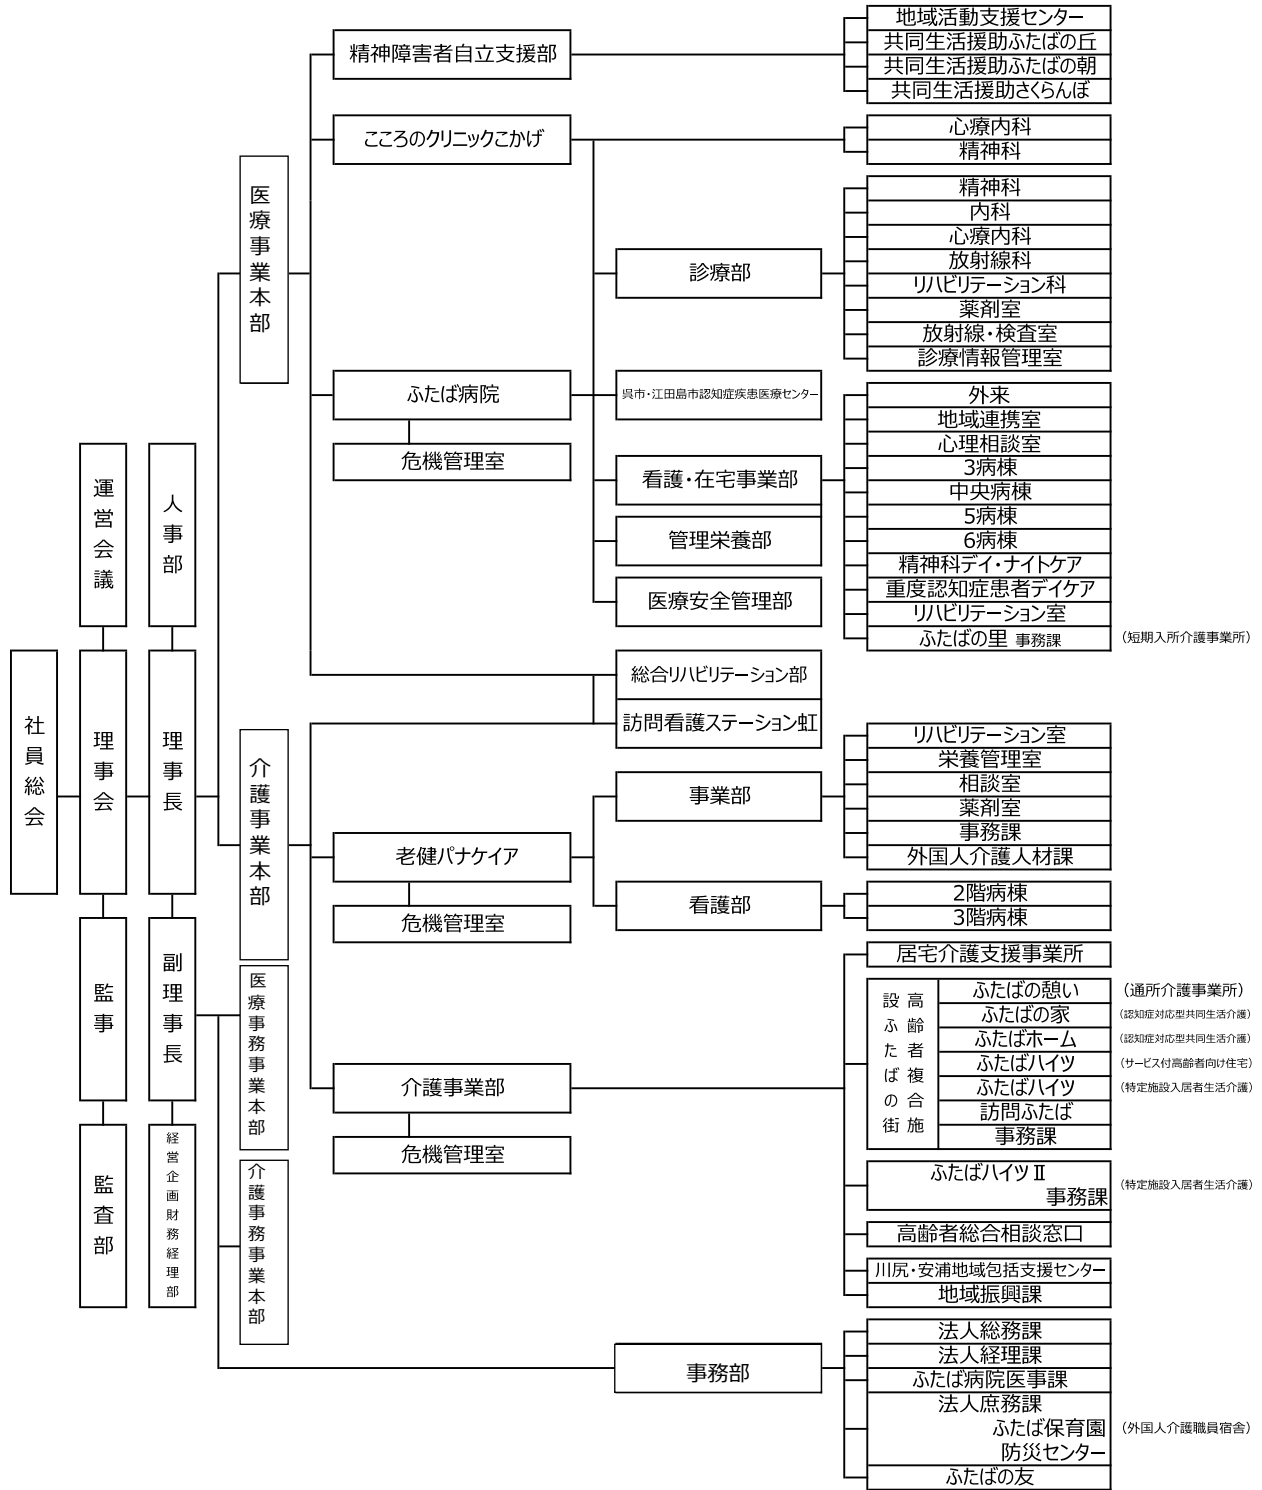 社員総会
運営会議
理事会
監事
監査部
人事部
理事長
副理事長
経営企画財務経理部
医療事業本部
介護事業本部
医療事務事業本部
介護事務事業本部
精神障害者自立支援部
地域活動支援センター
共同生活援助ふたばの丘
共同生活援助ふたばの朝
共同生活援助さくらんぼ
こころのクリニックこかげ
心療内科
精神科
ふたば病院
危機管理室
診療部
精神科
内科
心療内科
放射線科
リハビリテーション科
薬剤室
放射線・検査室
診療情報管理室
呉市・江田島市認知症疾患医療センター
看護・在宅事業部
外来
地域連携室
心理相談室
3病棟
中央病棟
5病棟
6病棟
精神科デイ・ナイトケア
重度認知症患者デイケア
リハビリテーション室
ふたばの里 事務課 (短期入所介護事業所)
管理栄養部
医療安全管理部
総合リハビリテーション部
訪問看護ステーション虹
老健パナケイア
危機管理室
事業部
リハビリテーション室
栄養管理室
相談室
薬剤室
事務課
外国人介護人材課
看護部
2階病棟
3階病棟
介護事業部
危機管理室
居宅介護支援事業所
高齢者複合施
設ふたばの街
ふたばの憩い (通所介護事業所)
ふたばの家 (認知症対応型共同生活介護)
ふたばホーム (認知症対応型共同生活介護)
ふたばハイツ (サービス付高齢者向け住宅)
ふたばハイツ (特定施設入居者生活介護)
訪問ふたば
事務課
ふたばハイツⅡ
事務課 (特定施設入居者生活介護)
高齢者総合相談窓口
川尻・安浦地域包括支援センター
地域振興課
事務部
法人総務課
法人経理課
ふたば病院医事課
法人庶務課
ふたば保育園 (外国人介護職員宿舎)
防災センター
ふたばの友